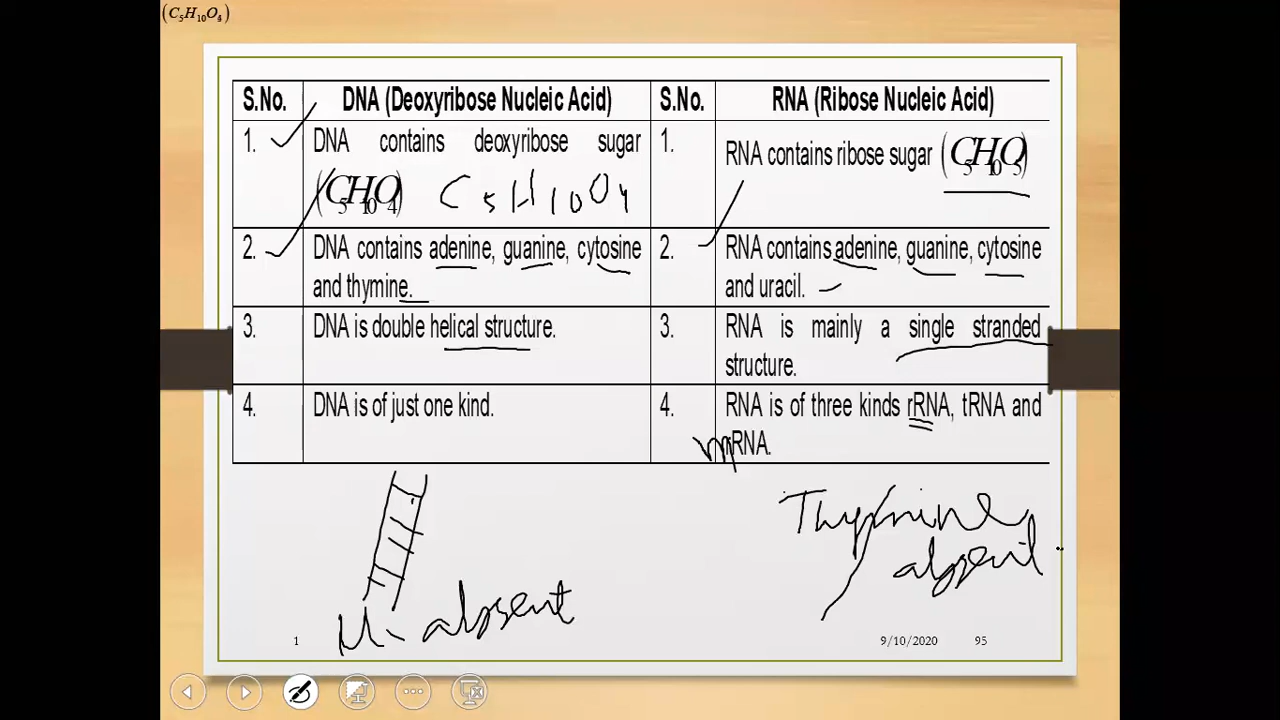 (C5H10O4)
S.No. DNA (Deoxyribose Nucleic Acid) S.No. RNA (Ribose Nucleic Acid)
1. DNA contains deoxyribose sugar
(C5H10O4) C5H10O4
1. RNA contains ribose sugar (C5H10O5)
2. DNA contains adenine, guanine, cytosine
and thymine.
2. RNA contains adenine, guanine, cytosine
and uracil.
3. DNA is double helical structure.
3. RNA is mainly a single stranded
structure.
4. DNA is of just one kind.
4. RNA is of three kinds rRNA, tRNA and
mRNA.
U- absent
Thymine
absent
1
9/10/2020 95